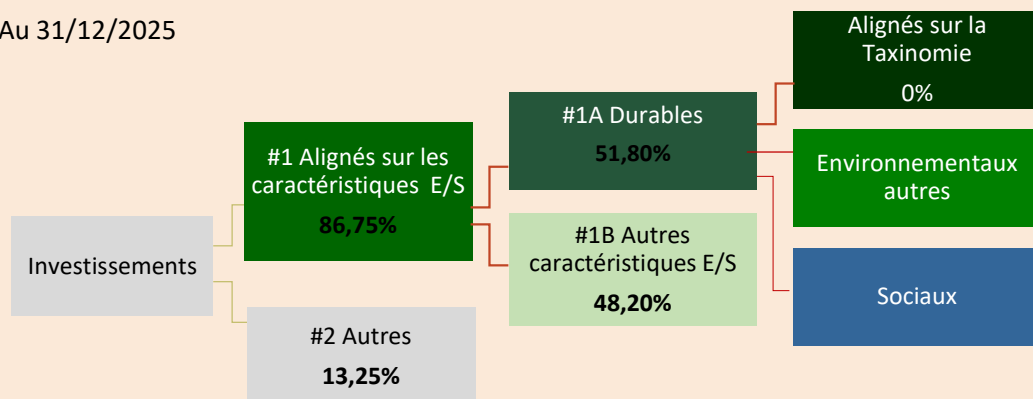 Au 31/12/2025
Alignés sur la
Taxinomie
0%
#1A Durables
51,80%
#1 Alignés sur les
caractéristiques E/S
86,75%
Environnementaux
autres
#1B Autres
caractéristiques E/S
48,20%
Investissements
Sociaux
#2 Autres
13,25%